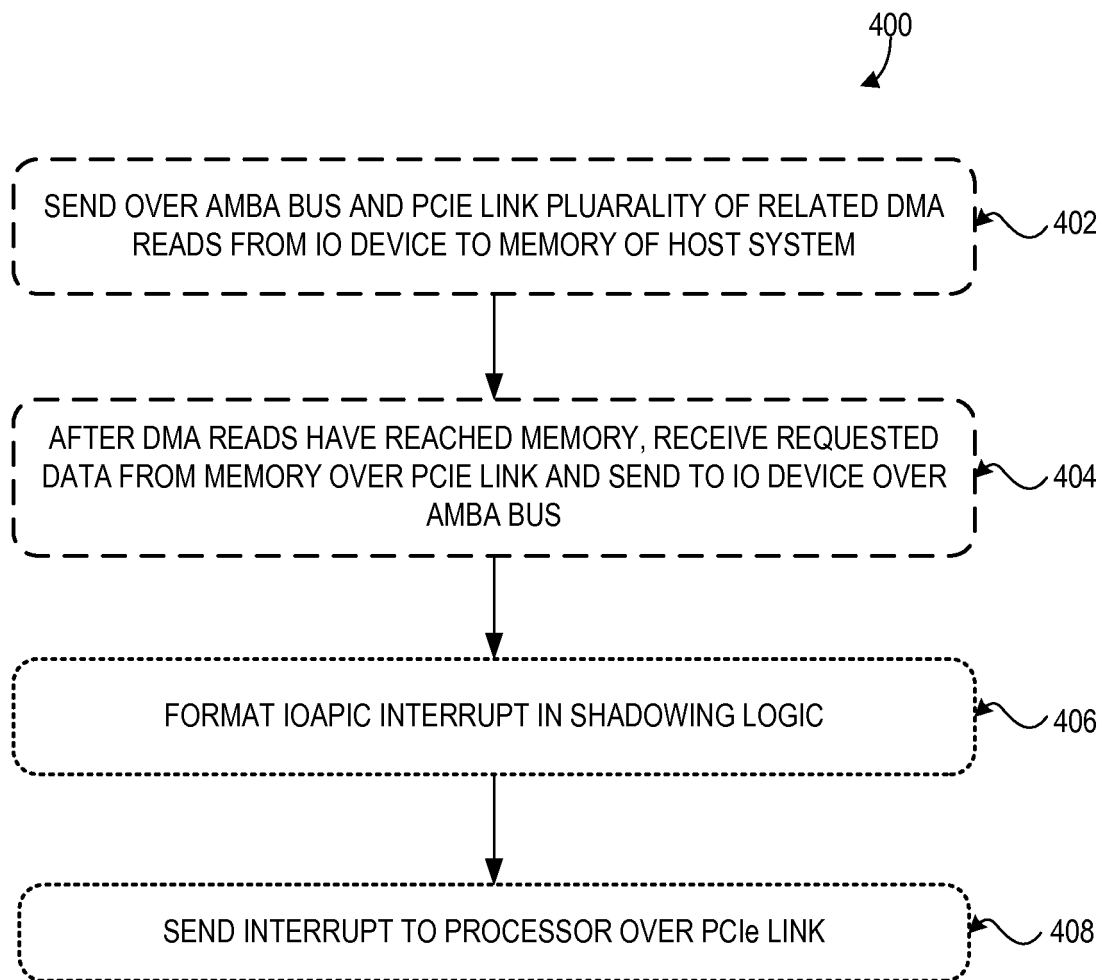 400
SEND OVER AMBA BUS AND PCIE LINK PLUARALITY OF RELATED DMA
READS FROM IO DEVICE TO MEMORY OF HOST SYSTEM
402
AFTER DMA READS HAVE REACHED MEMORY, RECEIVE REQUESTED
DATA FROM MEMORY OVER PCIE LINK AND SEND TO IO DEVICE OVER
AMBA BUS
404
FORMAT IOAPIC INTERRUPT IN SHADOWING LOGIC
406
SEND INTERRUPT TO PROCESSOR OVER PCIe LINK
408